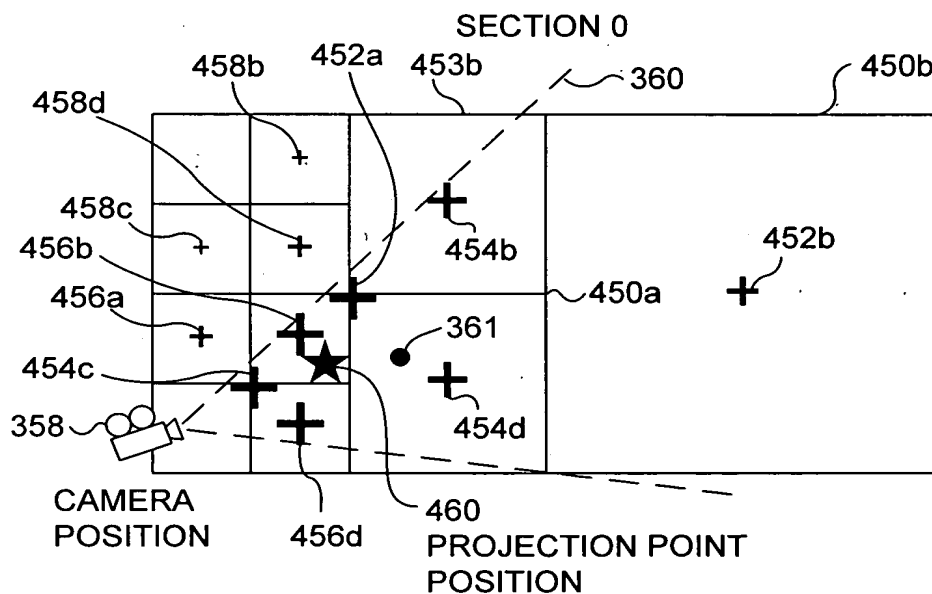 SECTION 0
458b
452a
453b
360
450b
458d
458c
456b
454b
452b
456a
450a
361
454c
454d
358
CAMERA
POSITION
456d
460
PROJECTION POINT
POSITION